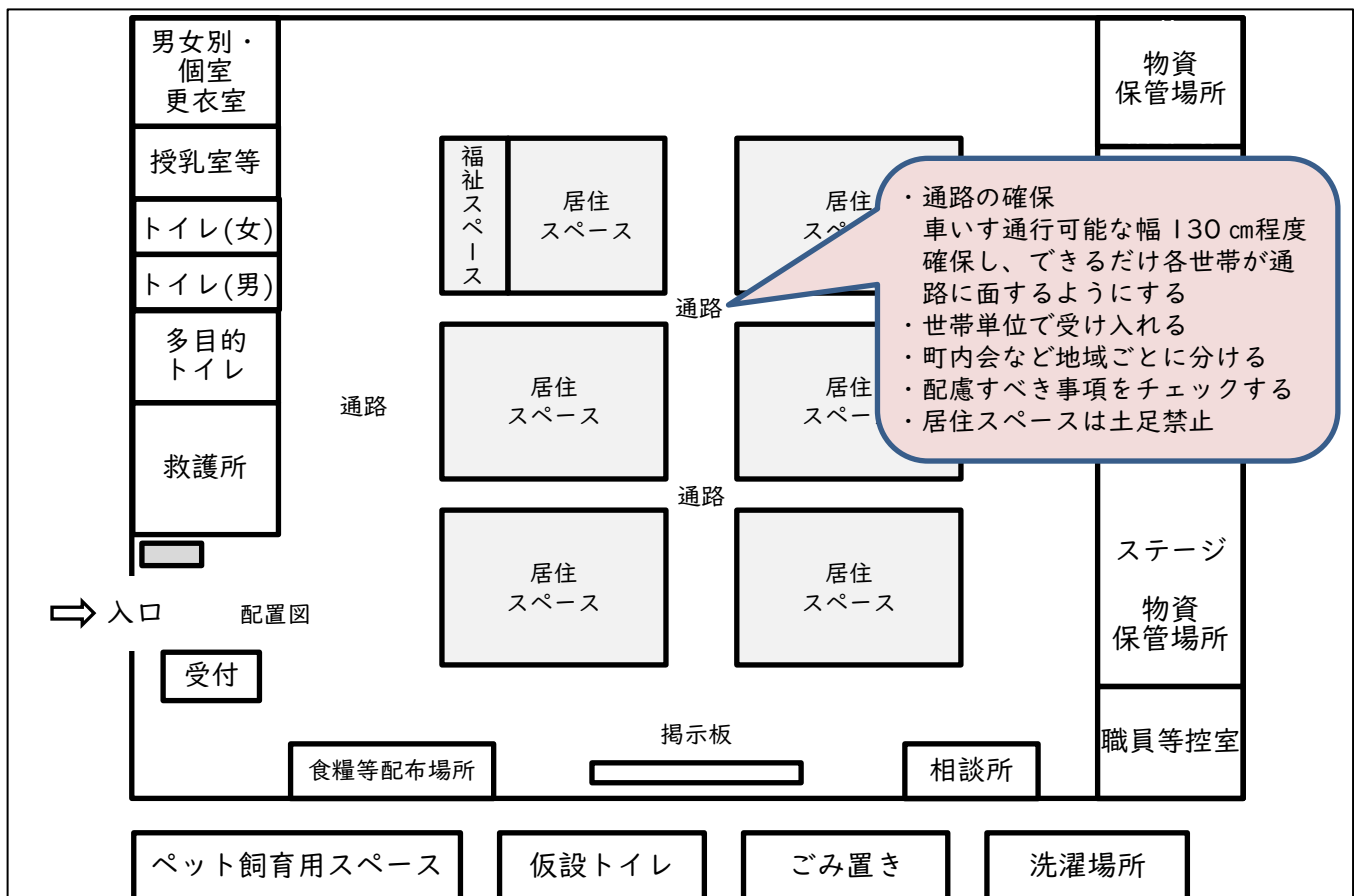 男女別・
個室
更衣室
授乳室等
トイレ(女)
トイレ(男)
多目的
トイレ
救護所
入口
配置図
受付
通路
福祉スペース
居住
スペース
居住
スペ
通路
居住
スペース
居住
スペー
通路
居住
スペース
居住
スペース
・通路の確保
車いす通行可能な幅130㎝程度
確保し、できるだけ各世帯が通
路に面するようにする
・世帯単位で受け入れる
・町内会など地域ごとに分ける
・配慮すべき事項をチェックする
・居住スペースは土足禁止
物資
保管場所
ステージ
物資
保管場所
職員等控室
食糧等配布場所
掲示板
相談所
ペット飼育用スペース
仮設トイレ
ごみ置き
洗濯場所